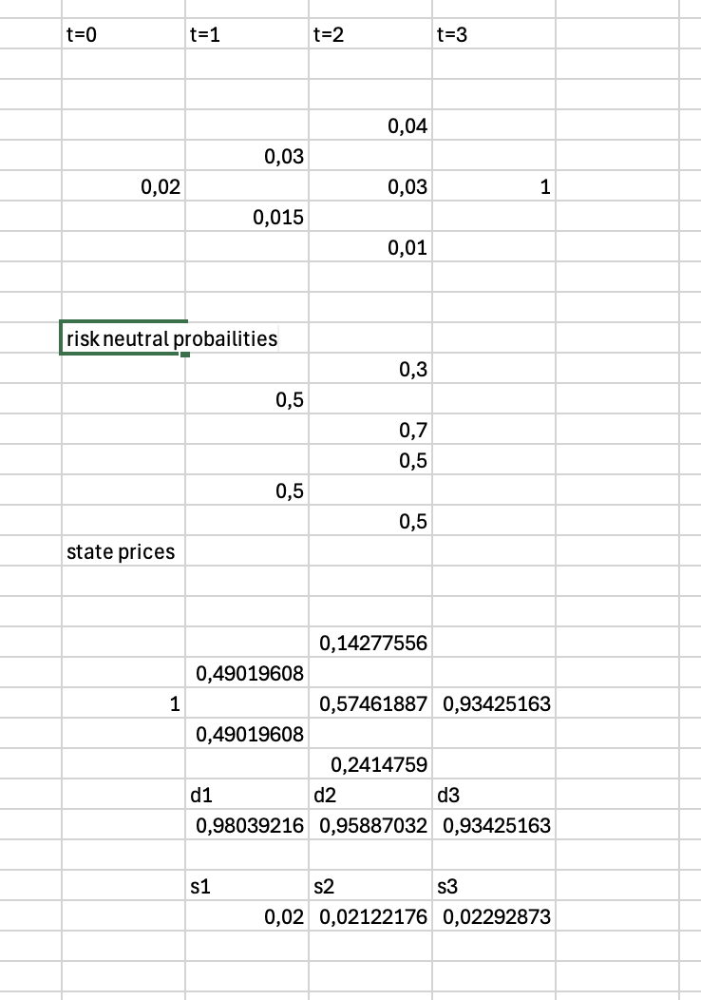 t=0 t=1 t=2 t=3
0,04
0,03
0,02 0,03 1
0,015
0,01
risk neutral probailities
0,3
0,5
0,7
0,5
0,5
0,5
state prices
0,14277556
0,49019608
1 0,57461887 0,93425163
0,49019608
0,2414759
d1 d2 d3
0,98039216 0,95887032 0,93425163
s1 s2 s3
0,02 0,02122176 0,02292873